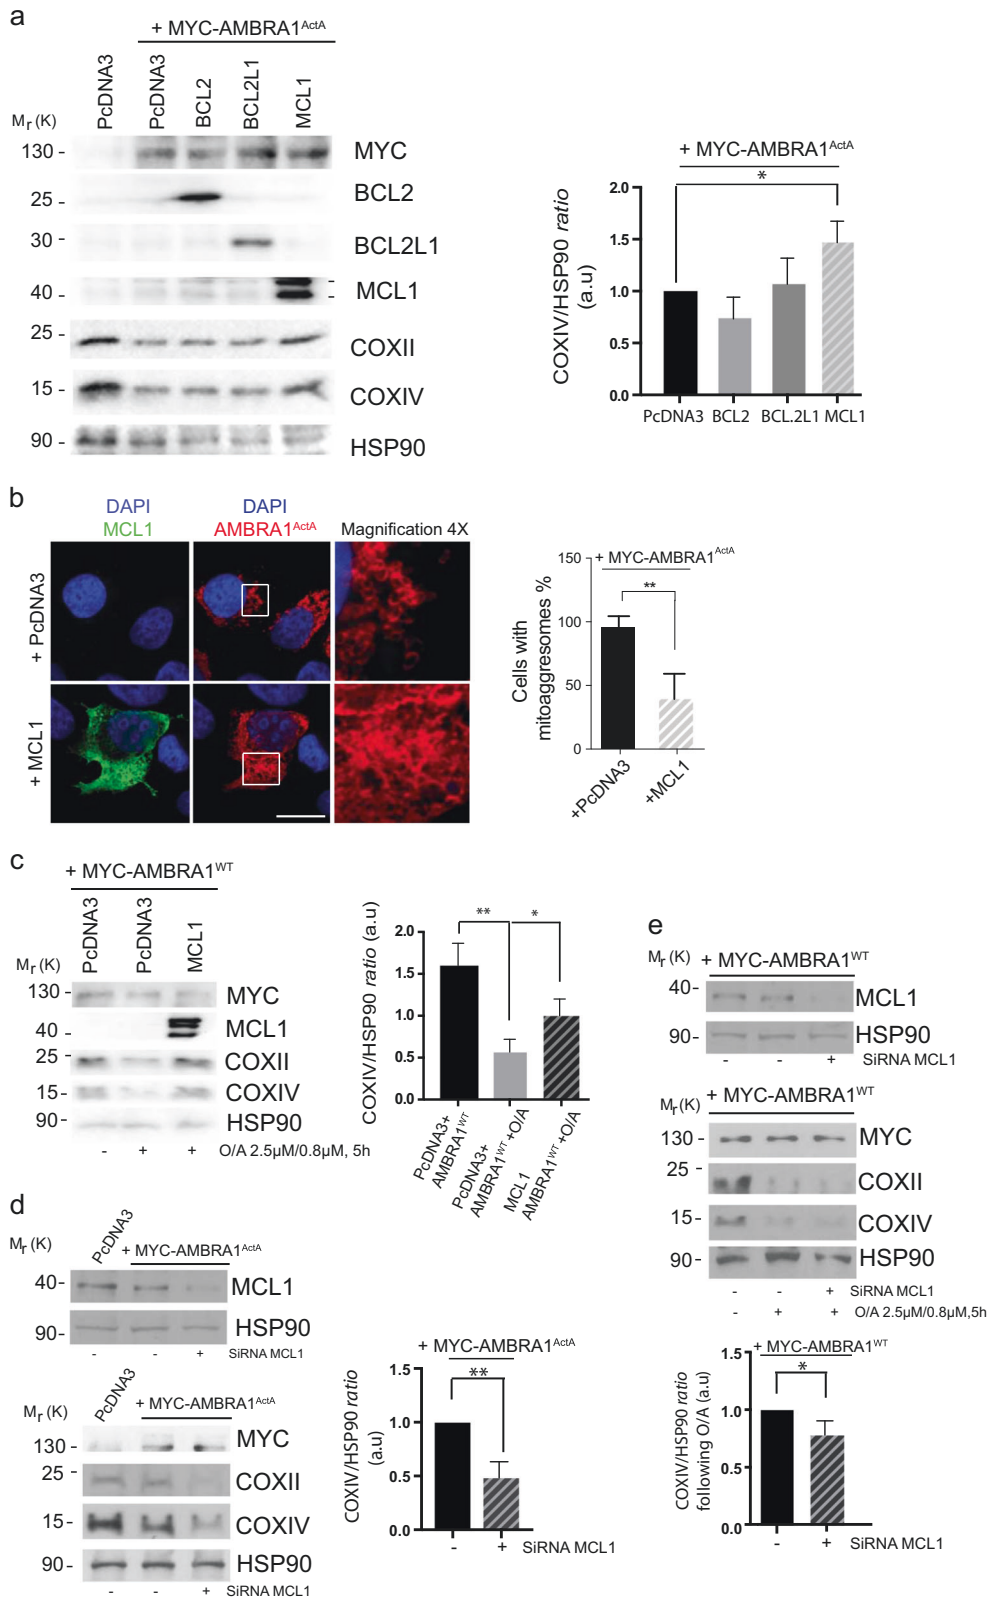 a
+ MYC-AMBRA1ActA
PcDNA3
PcDNA3
BCL2
BCL2L1
MCL1
Mr (K)
130 -
MYC
25 -
BCL2
30 -
BCL2L1
40 -
MCL1
25 -
COXII
15 -
COXIV
90 -
HSP90
+ MYC-AMBRA1ActA
*
COXIV/HSP90 ratio
(a.u)
2.0
1.5
1.0
0.5
0.0
PcDNA3 BCL2 BCL.2L1 MCL1
b
DAPI
MCL1
DAPI
AMBRA1ActA
Magnification 4X
+ PcDNA3
+ MCL1
+ MYC-AMBRA1ActA
**
Cells with
mitoaggresomes %
150
100
50
0
+PcDNA3
+MCL1
c
+ MYC-AMBRA1WT
PcDNA3
PcDNA3
MCL1
Mr (K)
130 -
MYC
40 -
MCL1
25 -
COXII
15 -
COXIV
90 -
HSP90
- + + O/A 2.5µM/0.8µM, 5h
COXIV/HSP90 ratio (a.u)
** *
2.0
1.5
1.0
0.5
0.0
PcDNA3+
AMBRA1WT
PcDNA3+
AMBRA1WT+O/A
MCL1
AMBRA1WT+O/A
d
PcDNA3
+ MYC-AMBRA1ActA
Mr (K)
40-
MCL1
90-
HSP90
- - + SiRNA MCL1
PcDNA3
+ MYC-AMBRA1ActA
Mr (K)
130 -
MYC
25 -
COXII
15 -
COXIV
90 -
HSP90
- - + SiRNA MCL1
+ MYC-AMBRA1ActA
**
COXIV/HSP90 ratio
(a.u)
1.5
1.0
0.5
0.0
- + SiRNA MCL1
e
+ MYC-AMBRA1WT
Mr (K)
40-
MCL1
90-
HSP90
- - + SiRNA MCL1
+ MYC-AMBRA1WT
Mr (K)
130 -
MYC
25 -
COXII
15 -
COXIV
90 -
HSP90
- - + SiRNA MCL1
- + + O/A 2.5µM/0.8µM,5h
+ MYC-AMBRA1WT
*
COXIV/HSP90 ratio
following O/A (a.u)
1.5
1.0
0.5
0.0
- + SiRNA MCL1